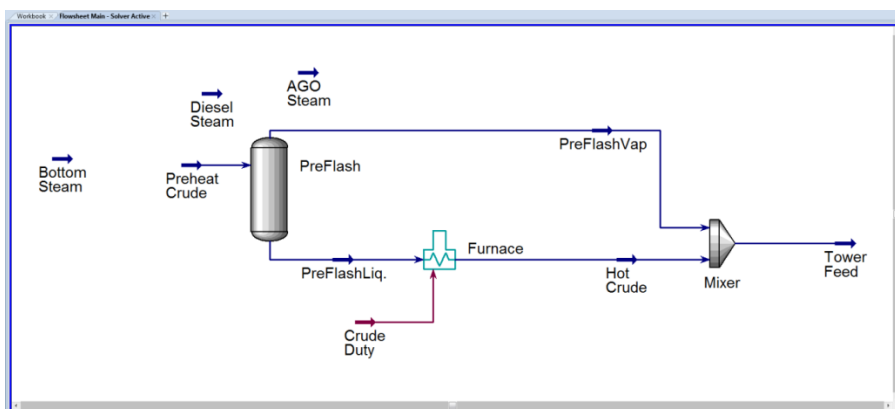 Workbook Flowsheet Main - Solver Active +
AGO
Steam
Diesel
Steam
PreFlashVap
Bottom
Steam
Preheat
Crude
PreFlash
PreFlashLiq.
Furnace
Hot
Crude
Mixer
Tower
Feed
Crude
Duty